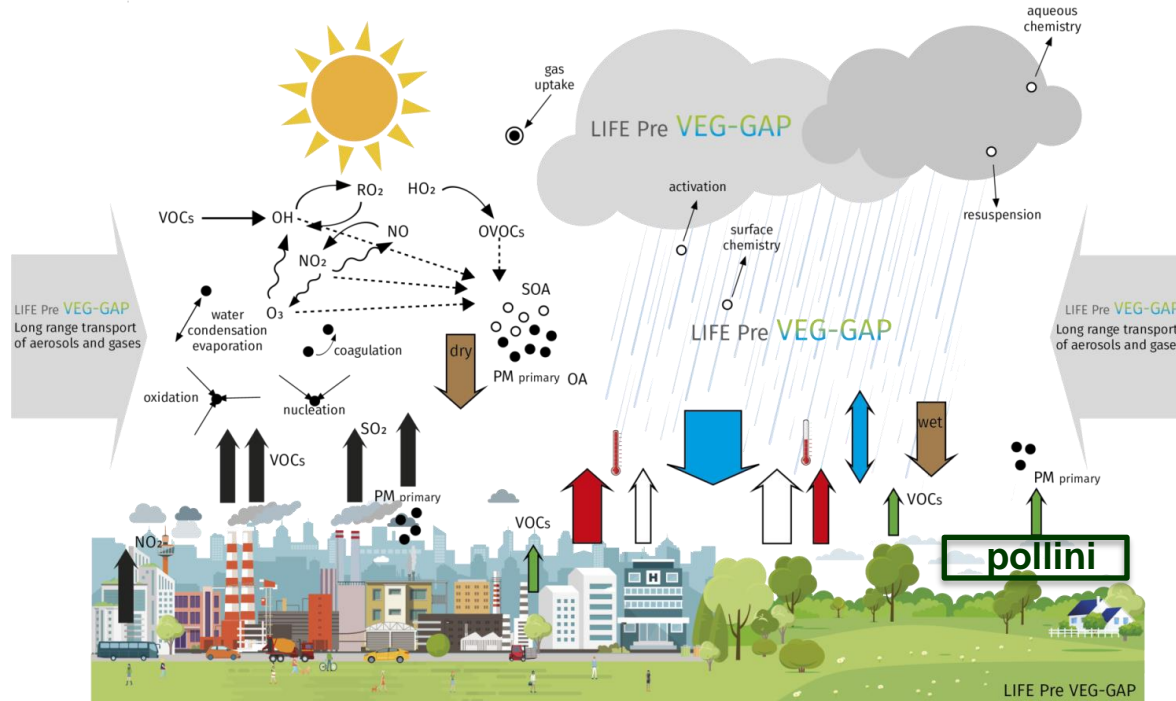 aqueous
chemistry
gas
uptake
LIFE Pre VEG-GAP
activation
resuspension
surface
chemistry
RO₂
HO₂
VOCs
OH
NO
OVOCs
NO₂
SOA
O₃
LIFE Pre VEG-GAP
Long range transport
of aerosols and gases
water
condensation
evaporation
coagulation
dry
PM primary OA
LIFE Pre VEG-GAP
LIFE Pre VEG-GAP
Long range transport
of aerosols and gase
oxidation
nucleation
SO₂
VOCs
wet
PM primary
PM primary
VOCs
VOCs
NO₂
pollini
H
LIFE Pre VEG-GAP